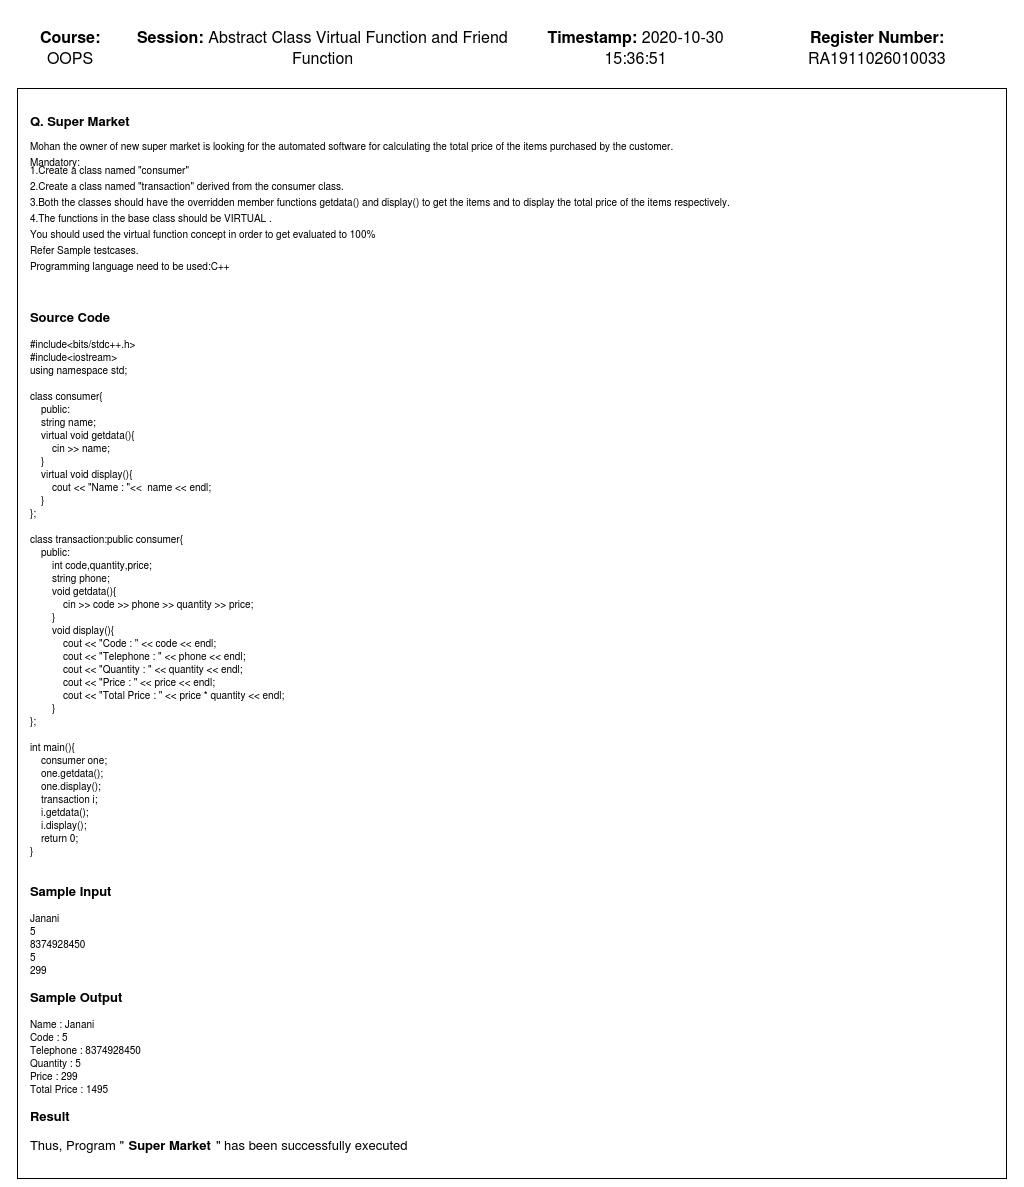 Course: OOPS
Session: Abstract Class Virtual Function and Friend Function
Timestamp: 2020-10-30 15:36:51
Register Number: RA1911026010033
Q. Super Market
Mohan the owner of new super market is looking for the automated software for calculating the total price of the items purchased by the customer.
Mandatory:
1.Create a class named "consumer"
2.Create a class named "transaction" derived from the consumer class.
3.Both the classes should have the overridden member functions getdata() and display() to get the items and to display the total price of the items respectively.
4.The functions in the base class should be VIRTUAL .
You should used the virtual function concept in order to get evaluated to 100%
Refer Sample testcases.
Programming language need to be used:C++
Source Code
#include<bits/stdc++.h>
#include<iostream>
using namespace std;
class consumer{
    public:
    string name;
    virtual void getdata(){
        cin >> name;
    }
    virtual void display(){
        cout << "Name : "<<  name << endl;
    }
};
class transaction:public consumer{
    public:
        int code,quantity,price;
        string phone;
        void getdata(){
            cin >> code >> phone >> quantity >> price;
        }
        void display(){
            cout << "Code : " << code << endl;
            cout << "Telephone : " << phone << endl;
            cout << "Quantity : " << quantity << endl;
            cout << "Price : " << price << endl;
            cout << "Total Price : " << price * quantity << endl;
        }
};
int main(){
    consumer one;
    one.getdata();
    one.display();
    transaction i;
    i.getdata();
    i.display();
    return 0;
}
Sample Input
Janani
5
8374928450
5
299
Sample Output
Name : Janani
Code : 5
Telephone : 8374928450
Quantity : 5
Price : 299
Total Price : 1495
Result
Thus, Program " Super Market " has been successfully executed